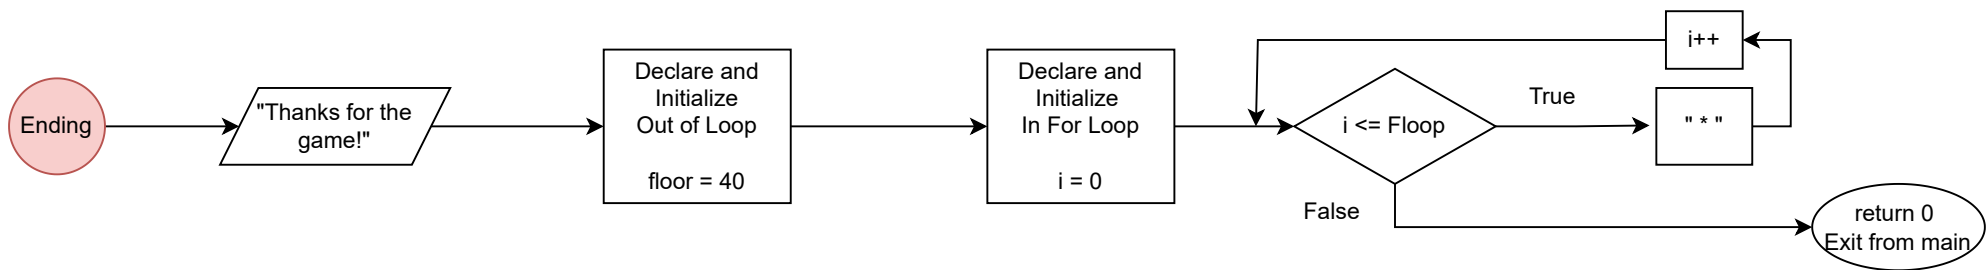 Ending
"Thanks for the
game!"
Declare and
Initialize
Out of Loop
floor = 40
Declare and
Initialize
In For Loop
i = 0
i <= Floop
True
" * "
i++
False
return 0
Exit from main